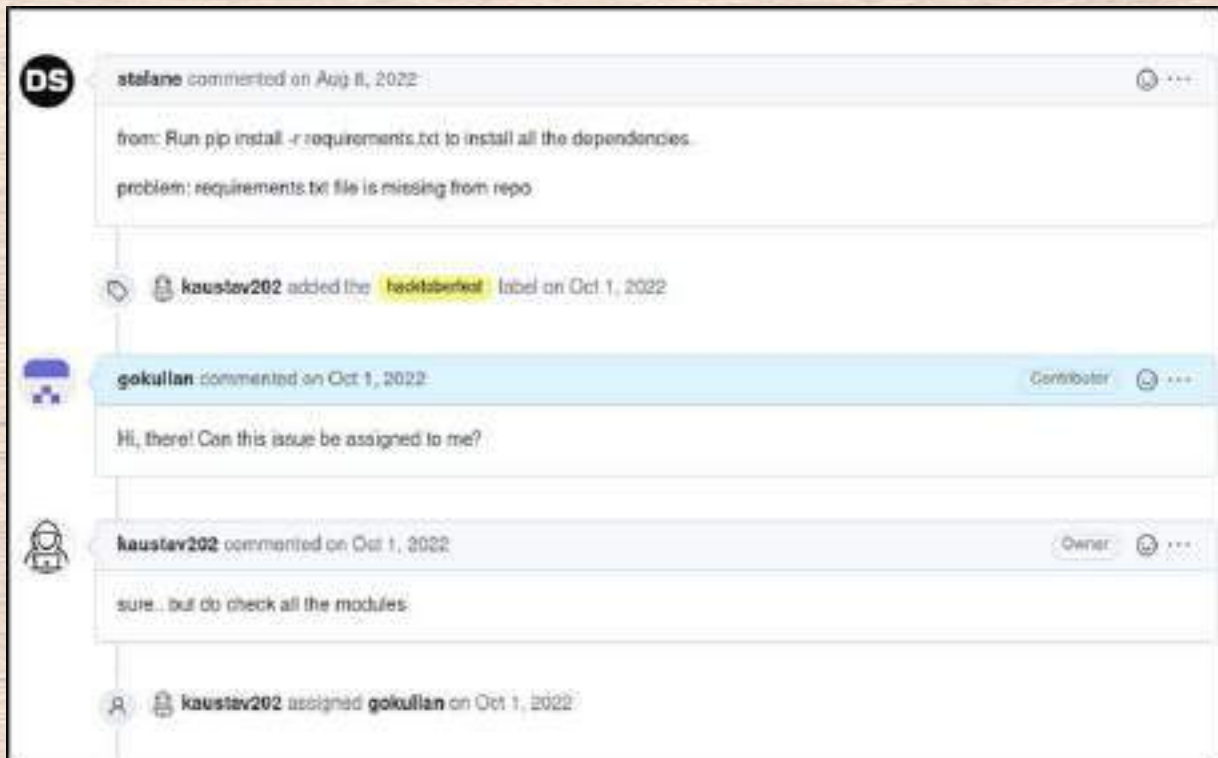 DS
stalane commented on Aug 8, 2022
from: Run pip install -r requirements.txt to install all the dependencies.
problem: requirements.txt file is missing from repo
kaustav202 added the hacktoberfest label on Oct 1, 2022
gokullan commented on Oct 1, 2022 Contributor
Hi, there! Can this issue be assigned to me?
kaustav202 commented on Oct 1, 2022 Owner
sure.. but do check all the modules
kaustav202 assigned gokullan on Oct 1, 2022